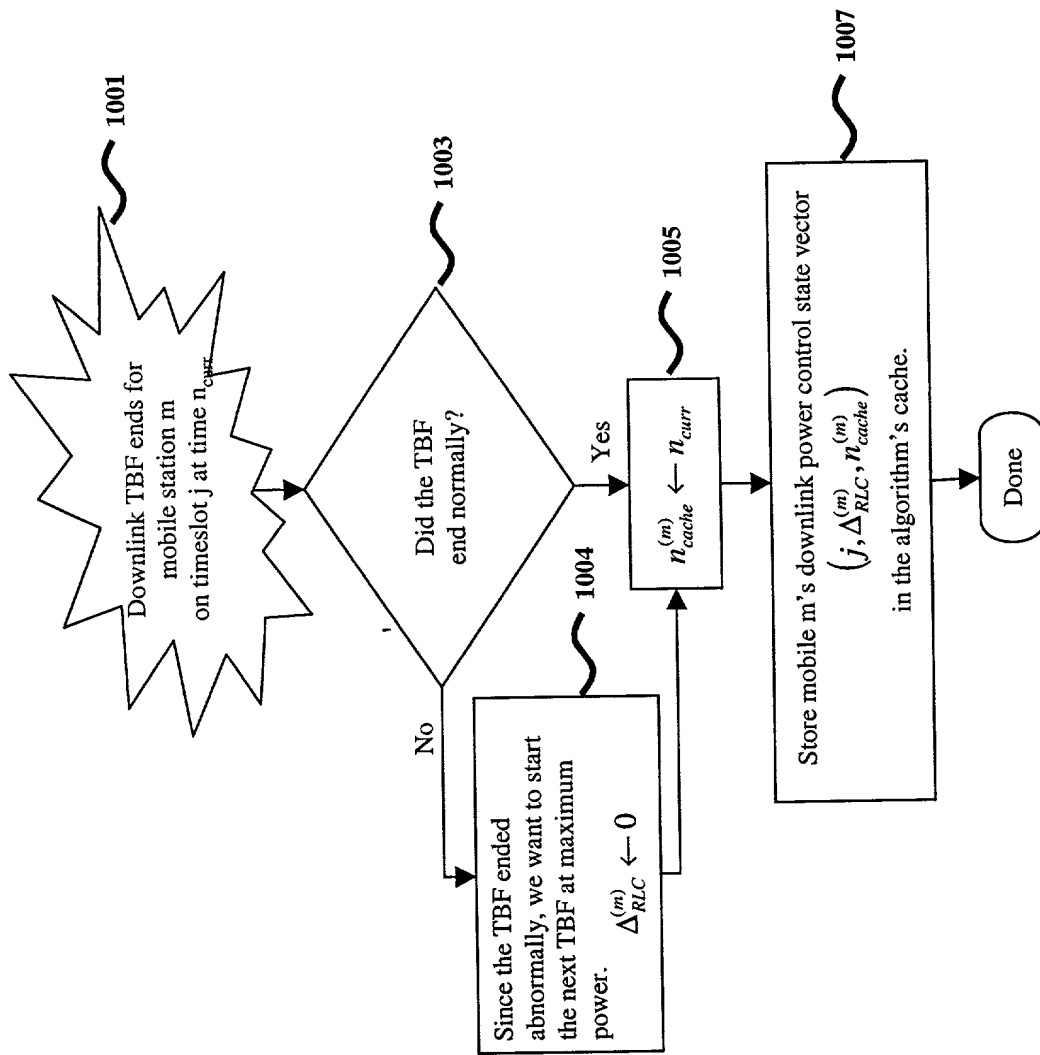 1001
Downlink TBF ends for
mobile station m
on timeslot j at time n_curr
1003
Did the TBF
end normally?
No
Yes
1004
Since the TBF ended
abnormally, we want to start
the next TBF at maximum
power. Δ_RLC^(m) ← 0
1005
n_cache^(m) ← n_curr
1007
Store mobile m's downlink power control state vector
(j, Δ_RLC^(m), n_cache^(m))
in the algorithm's cache.
Done